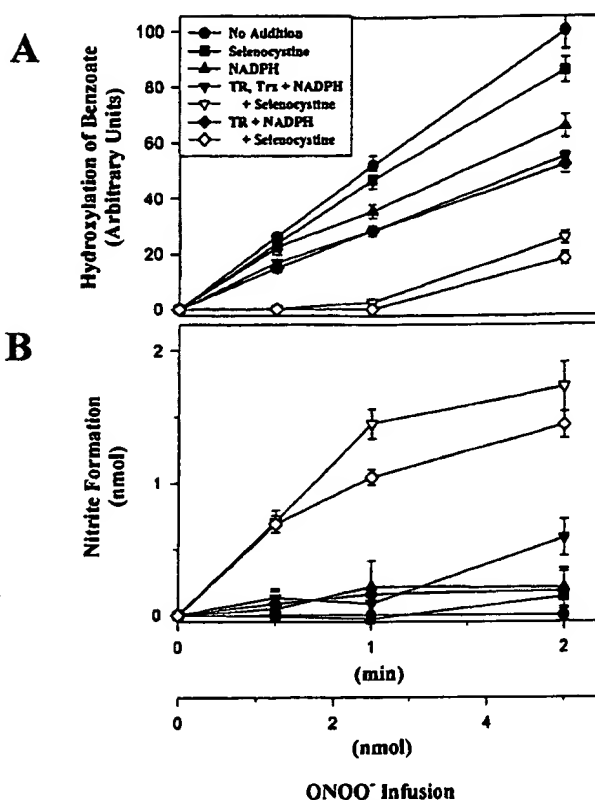 A
Hydroxylation of Benzoate
(Arbitrary Units)
100
80
60
40
20
0
No Addition
Selenocystine
NADPH
TR, Trx + NADPH
+ Selenocystine
TR + NADPH
+ Selenocystine
B
Nitrite Formation
(nmol)
2
1
0
0
1
2
(min)
0
2
4
(nmol)
ONOO⁻ Infusion